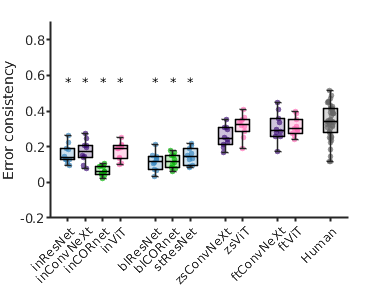 Error consistency
0.8
0.6
0.4
0.2
0
-0.2
* * * * * * *
inResNet
inConvNeXt
inCORnet
inViT
blResNet
blCORnet
stResNet
zsConvNeXt
zsViT
ftConvNeXt
ftViT
Human